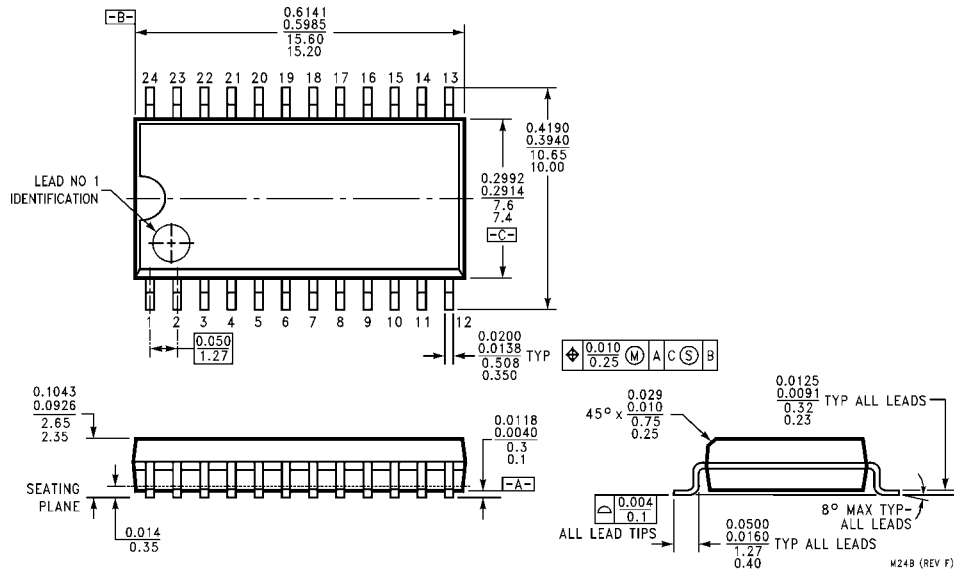 -B-
0.6141
0.5985
15.60
15.20
24 23 22 21 20 19 18 17 16 15 14 13
LEAD NO 1
IDENTIFICATION
0.4190
0.3940
10.65
10.00
0.2992
0.2914
7.6
7.4
-C-
1 2 3 4 5 6 7 8 9 10 11 12
0.050
1.27
0.0200
0.0138
0.508
0.350
TYP
0.010
0.25
M A C S B
0.1043
0.0926
2.65
2.35
0.0118
0.0040
0.3
0.1
-A-
SEATING
PLANE
0.014
0.35
45° x
0.029
0.010
0.75
0.25
0.0125
0.0091
0.32
0.23
TYP ALL LEADS
0.004
0.1
ALL LEAD TIPS
0.0500
0.0160
1.27
0.40
TYP ALL LEADS
8° MAX TYP-
ALL LEADS
M24B (REV F)